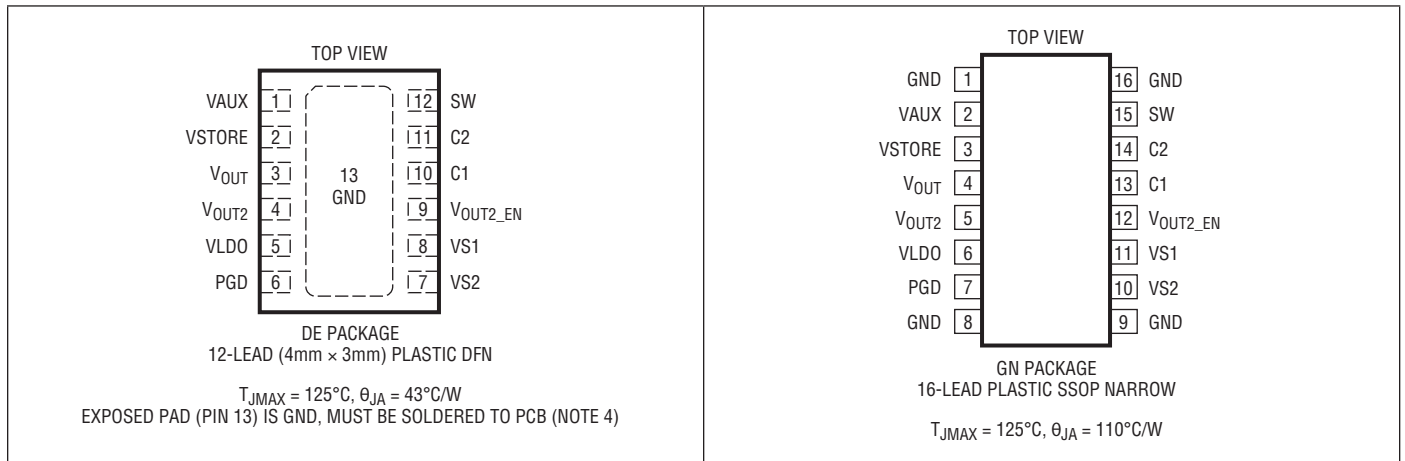 TOP VIEW
VAUX 1 12 SW
VSTORE 2 11 C2
VOUT 3 10 C1
13
GND
VOUT2 4 9 VOUT2_EN
VLDO 5 8 VS1
PGD 6 7 VS2
DE PACKAGE
12-LEAD (4mm × 3mm) PLASTIC DFN
TJMAX = 125°C, θJA = 43°C/W
EXPOSED PAD (PIN 13) IS GND, MUST BE SOLDERED TO PCB (NOTE 4)
TOP VIEW
GND 1 16 GND
VAUX 2 15 SW
VSTORE 3 14 C2
VOUT 4 13 C1
VOUT2 5 12 VOUT2_EN
VLDO 6 11 VS1
PGD 7 10 VS2
GND 8 9 GND
GN PACKAGE
16-LEAD PLASTIC SSOP NARROW
TJMAX = 125°C, θJA = 110°C/W